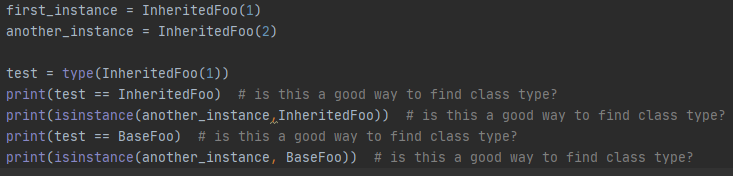 first_instance = InheritedFoo(1)
another_instance = InheritedFoo(2)
test = type(InheritedFoo(1))
print(test == InheritedFoo)  # is this a good way to find class type?
print(isinstance(another_instance,InheritedFoo))  # is this a good way to find class type?
print(test == BaseFoo)  # is this a good way to find class type?
print(isinstance(another_instance, BaseFoo))  # is this a good way to find class type?